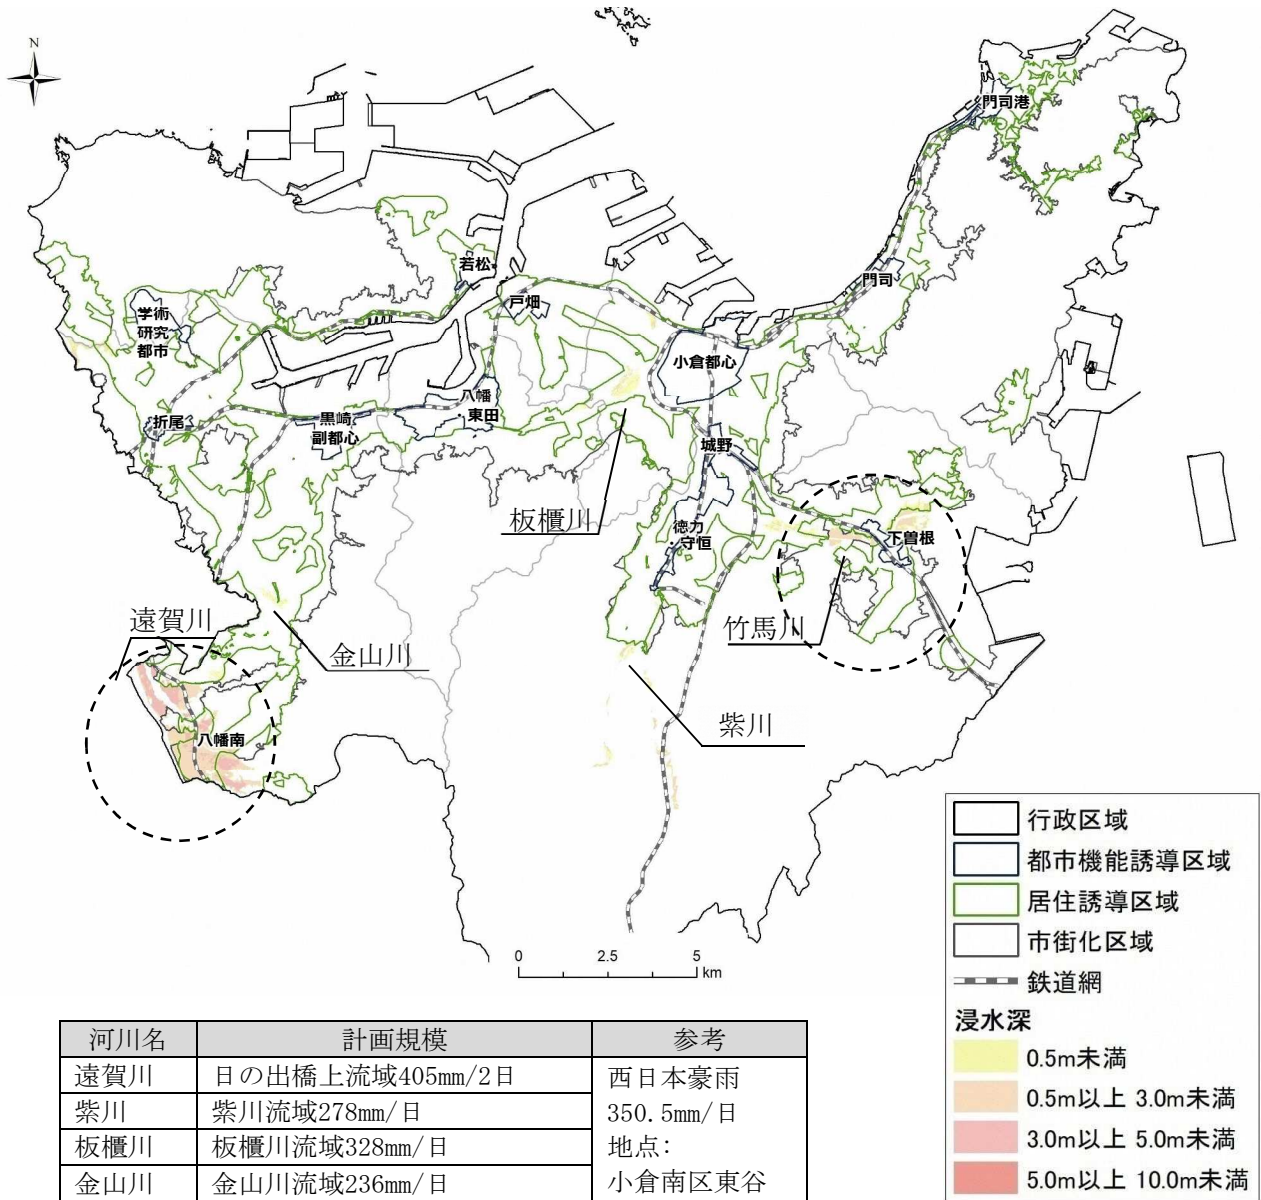 N
門司港
若松
門司
戸畑
学術
研究
都市
小倉都心
八幡
東田
折尾
黒崎
副都心
城野
板櫃川
徳力
守恒
下曽根
遠賀川
竹馬川
金山川
紫川
八幡南
0 2.5 5
km
行政区域
都市機能誘導区域
居住誘導区域
市街化区域
鉄道網
浸水深
0.5m未満
0.5m以上 3.0m未満
3.0m以上 5.0m未満
5.0m以上 10.0m未満
河川名 計画規模 参考
遠賀川 日の出橋上流域405mm/2日 西日本豪雨
紫川 紫川流域278mm/日 350.5mm/日
板櫃川 板櫃川流域328mm/日 地点:
金山川 金山川流域236mm/日 小倉南区東谷